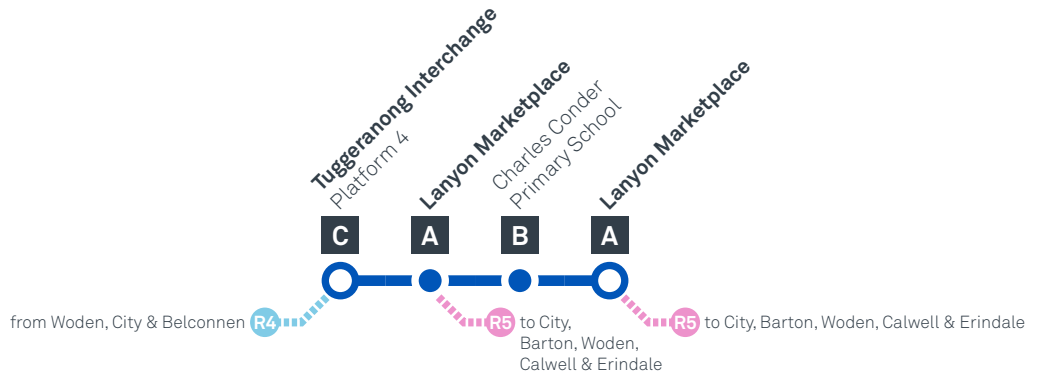 Tuggeranong Interchange
Platform 4
Lanyon Marketplace
Charles Conder
Primary School
Lanyon Marketplace
C
A
B
A
from Woden, City & Belconnen R4
R5 to City,
Barton, Woden,
Calwell & Erindale
R5 to City, Barton, Woden, Calwell & Erindale